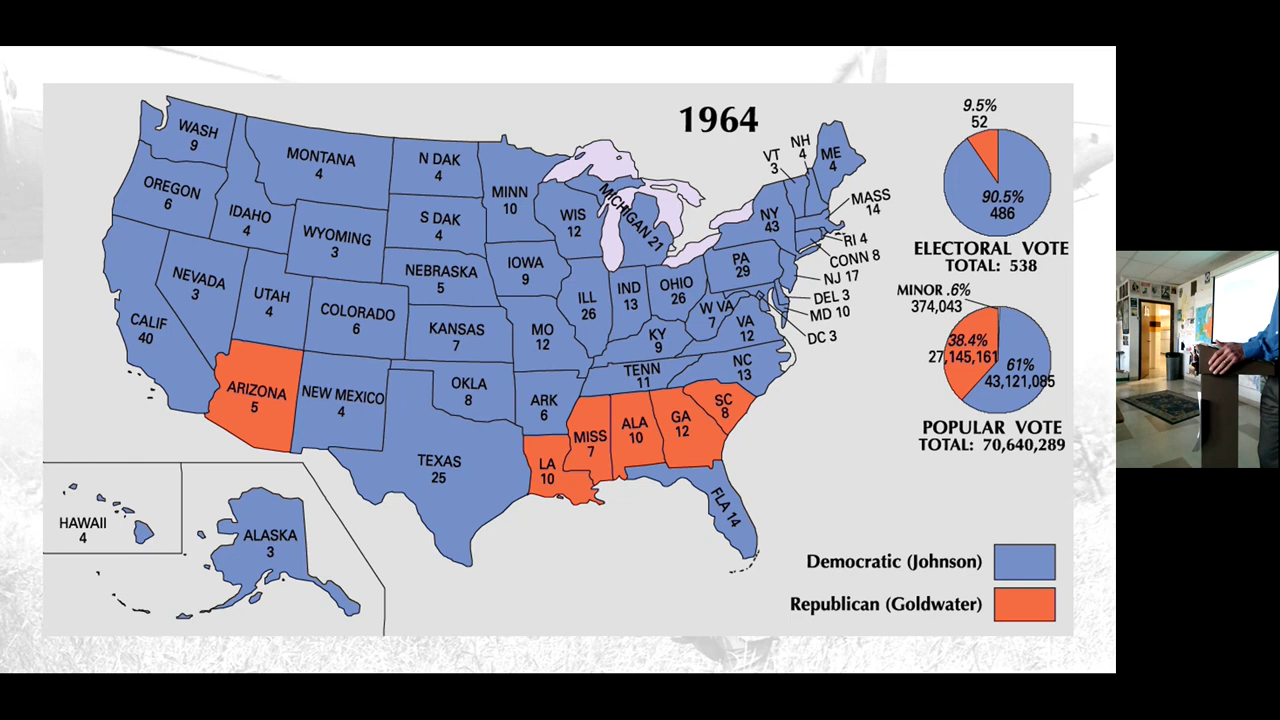 1964
WASH
9
OREGON
6
CALIF
40
NEVADA
3
IDAHO
4
MONTANA
4
WYOMING
3
UTAH
4
ARIZONA
5
COLORADO
6
NEW MEXICO
4
N DAK
4
S DAK
4
NEBRASKA
5
KANSAS
7
OKLA
8
TEXAS
25
MINN
10
IOWA
9
MO
12
ARK
6
LA
10
WIS
12
ILL
26
MICHIGAN 21
IND
13
OHIO
26
KY
9
TENN
11
MISS
7
ALA
10
GA
12
SC
8
NC
13
FLA 14
W VA
7
VA
12
PA
29
NY
43
VT
3
NH
4
ME
4
MASS
14
RI 4
CONN 8
NJ 17
DEL 3
MD 10
DC 3
HAWAII
4
ALASKA
3
9.5%
52
90.5%
486
ELECTORAL VOTE
TOTAL: 538
MINOR .6%
374,043
38.4%
27,145,161
61%
43,121,085
POPULAR VOTE
TOTAL: 70,640,289
Democratic (Johnson)
Republican (Goldwater)